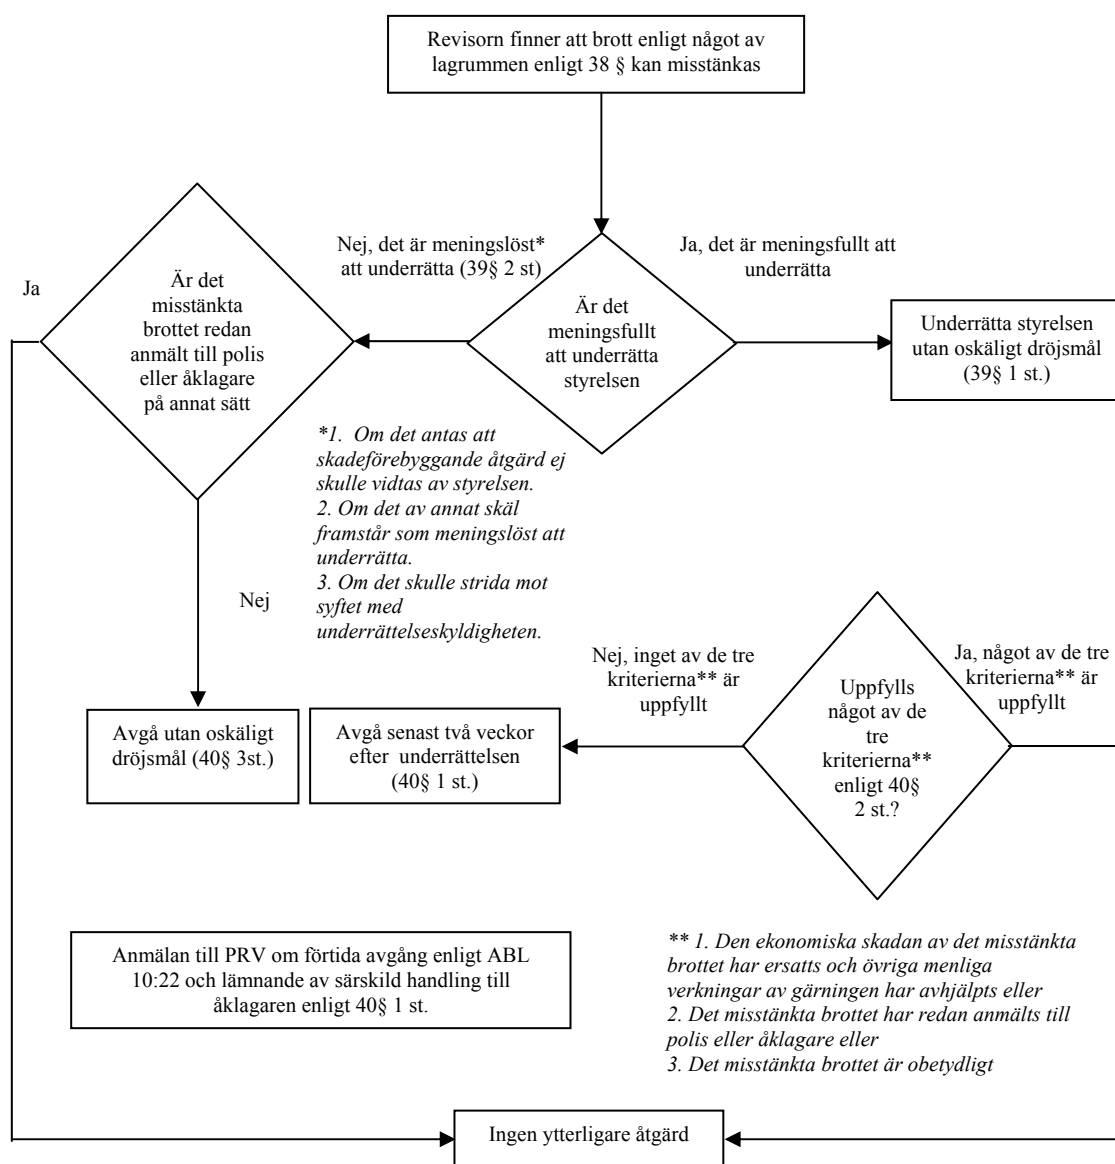 Revisorn finner att brott enligt något av
lagrummen enligt 38 § kan misstänkas
Nej, det är meningslöst*
att underrätta (39§ 2 st)
Ja, det är meningsfullt att
underrätta
Ja
Är det
misstänkta
brottet redan
anmält till polis
eller åklagare
på annat sätt
Är det
meningsfullt
att underrätta
styrelsen
Underrätta styrelsen
utan oskäligt dröjsmål
(39§ 1 st.)
*1. Om det antas att
skadeförebyggande åtgärd ej
skulle vidtas av styrelsen.
2. Om det av annat skäl
framstår som meningslöst att
underrätta.
3. Om det skulle strida mot
syftet med
underrättelseskyldigheten.
Nej
Nej, inget av de tre
kriterierna** är
uppfyllt
Ja, något av de tre
kriterierna** är
uppfyllt
Uppfylls
något av de
tre
kriterierna**
enligt 40§
2 st.?
Avgå utan oskäligt
dröjsmål (40§ 3st.)
Avgå senast två veckor
efter underrättelsen
(40§ 1 st.)
Anmälan till PRV om förtida avgång enligt ABL
10:22 och lämnande av särskild handling till
åklagaren enligt 40§ 1 st.
** 1. Den ekonomiska skadan av det misstänkta
brottet har ersatts och övriga menliga
verkningar av gärningen har avhjälpts eller
2. Det misstänkta brottet har redan anmälts till
polis eller åklagare eller
3. Det misstänkta brottet är obetydligt
Ingen ytterligare åtgärd